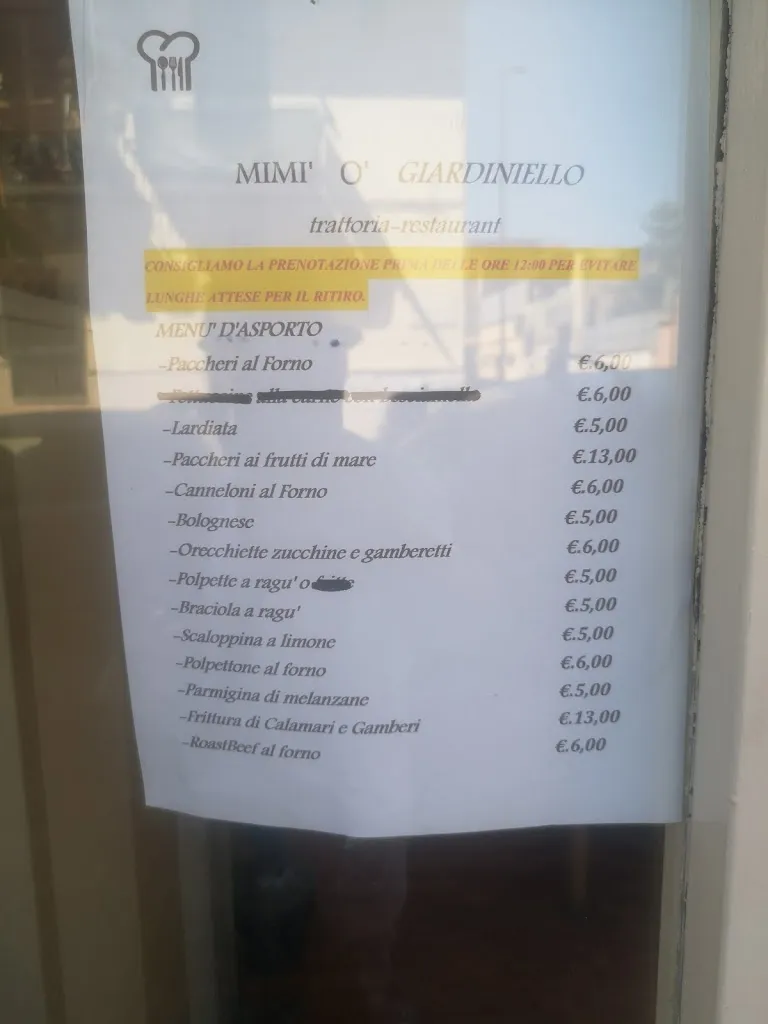 MIMI' O' GIARDINIELLO
trattoria-restaurant
CONSIGLIAMO LA PRENOTAZIONE PRIMA DELLE ORE 12:00 PER EVITARE
LUNGHE ATTESE PER IL RITIRO.
MENU' D'ASPORTO
-Paccheri al Forno €.6,00
€.6,00
-Lardiata €.5,00
-Paccheri ai frutti di mare €.13,00
-Canneloni al Forno €.6,00
-Bolognese €.5,00
-Orecchiette zucchine e gamberetti €.6,00
-Polpette a ragu' o €.5,00
-Braciola a ragu' €.5,00
-Scaloppina a limone €.5,00
-Polpettone al forno €.6,00
-Parmigina di melanzane €.5,00
-Frittura di Calamari e Gamberi €.13,00
-RoastBeef al forno €.6,00